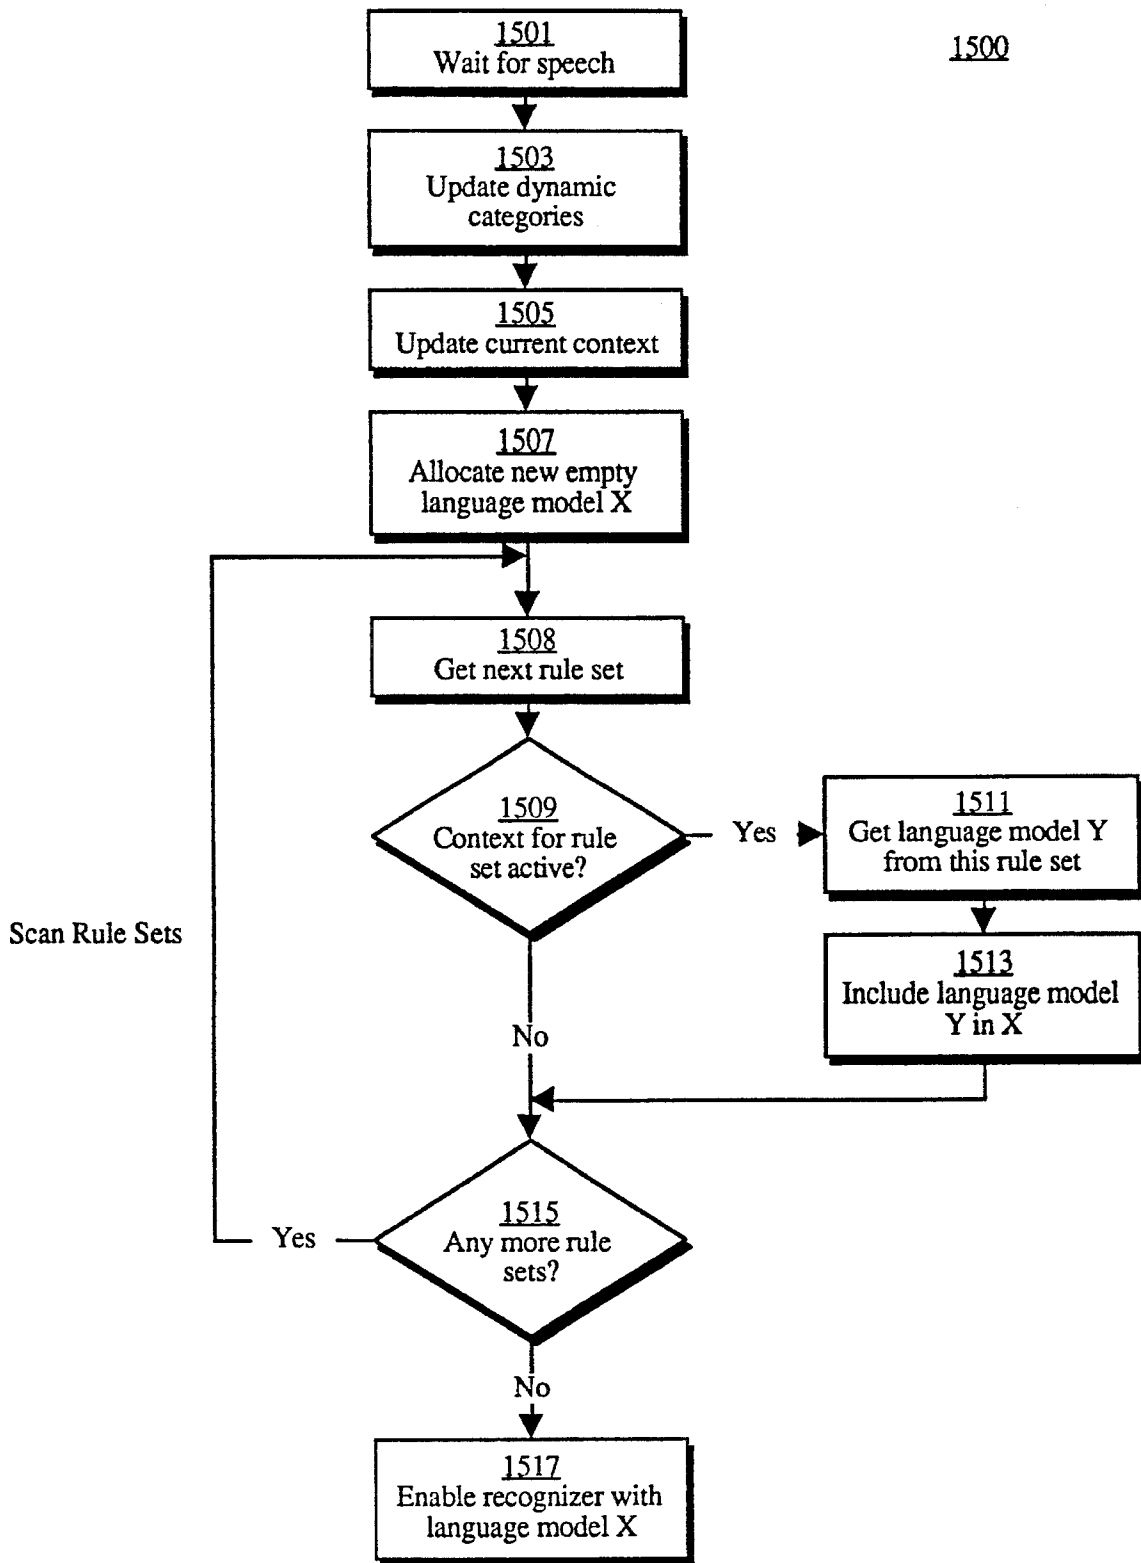 1501
Wait for speech
1500
1503
Update dynamic
categories
1505
Update current context
1507
Allocate new empty
language model X
1508
Get next rule set
1509
Context for rule
set active?
Yes
1511
Get language model Y
from this rule set
Scan Rule Sets
1513
Include language model
Y in X
No
1515
Any more rule
sets?
Yes
No
1517
Enable recognizer with
language model X